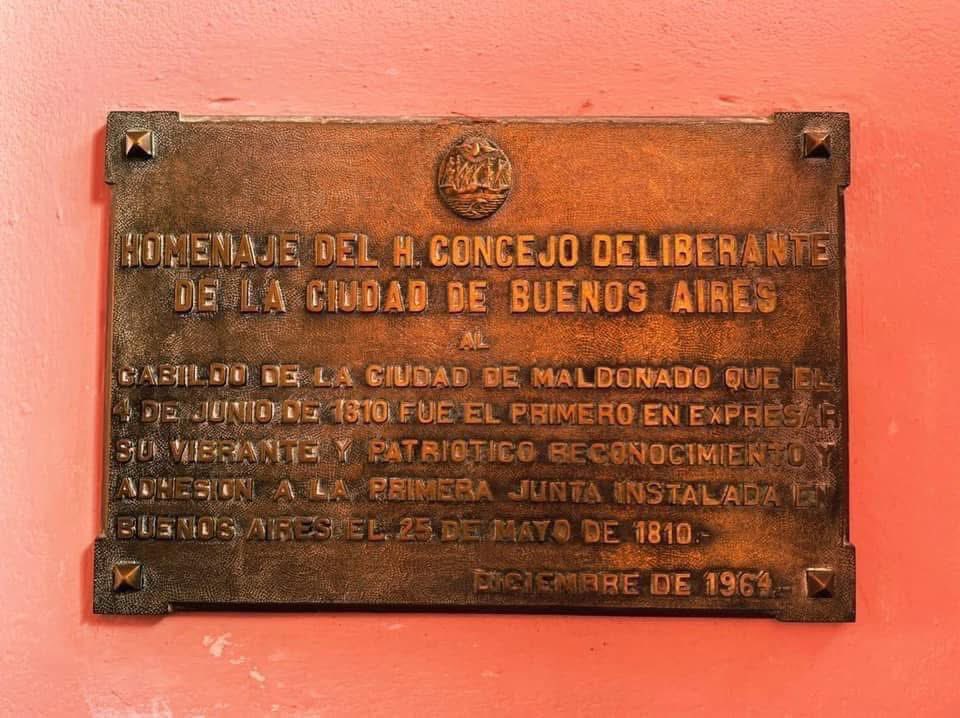 HOMENAJE DEL H. CONCEJO DELIBERANTE
DE LA CIUDAD DE BUENOS AIRES
AL
CABILDO DE LA CIUDAD DE MALDONADO QUE EL
4 DE JUNIO DE 1810 FUE EL PRIMERO EN EXPRESAR
SU VIBRANTE Y PATRIOTICO RECONOCIMIENTO Y
ADHESION A LA PRIMERA JUNTA INSTALADA EN
BUENOS AIRES EL 25 DE MAYO DE 1810.-
DICIEMBRE DE 1964.-